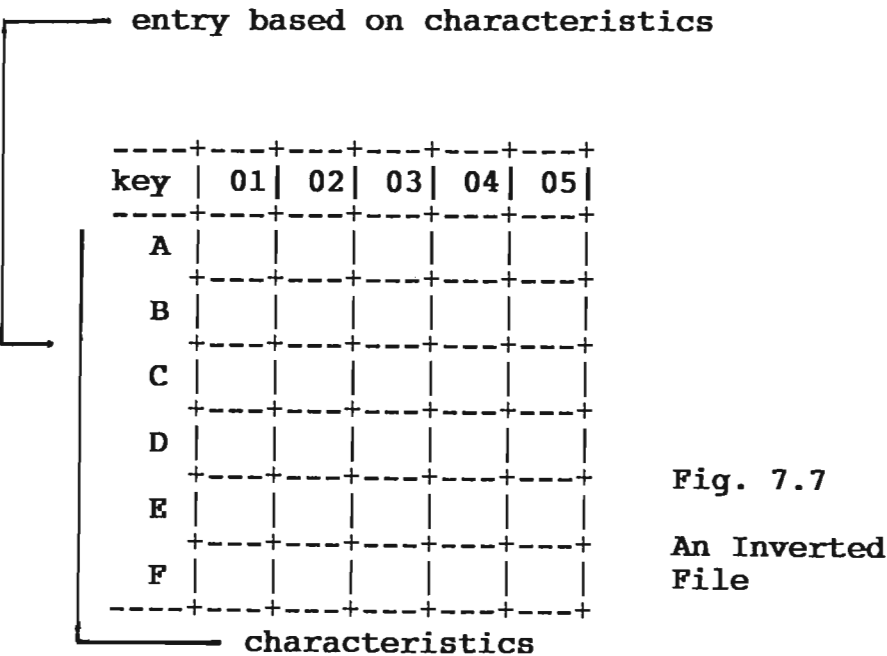 entry based on characteristics
----+---+---+---+---+---+
key | 01| 02| 03| 04| 05|
----+---+---+---+---+---+
A | | | | | |
+---+---+---+---+---+
B | | | | | |
+---+---+---+---+---+
C | | | | | |
+---+---+---+---+---+
D | | | | | |
+---+---+---+---+---+
E | | | | | |
+---+---+---+---+---+
F | | | | | |
----+---+---+---+---+---+
characteristics
Fig. 7.7
An Inverted
File